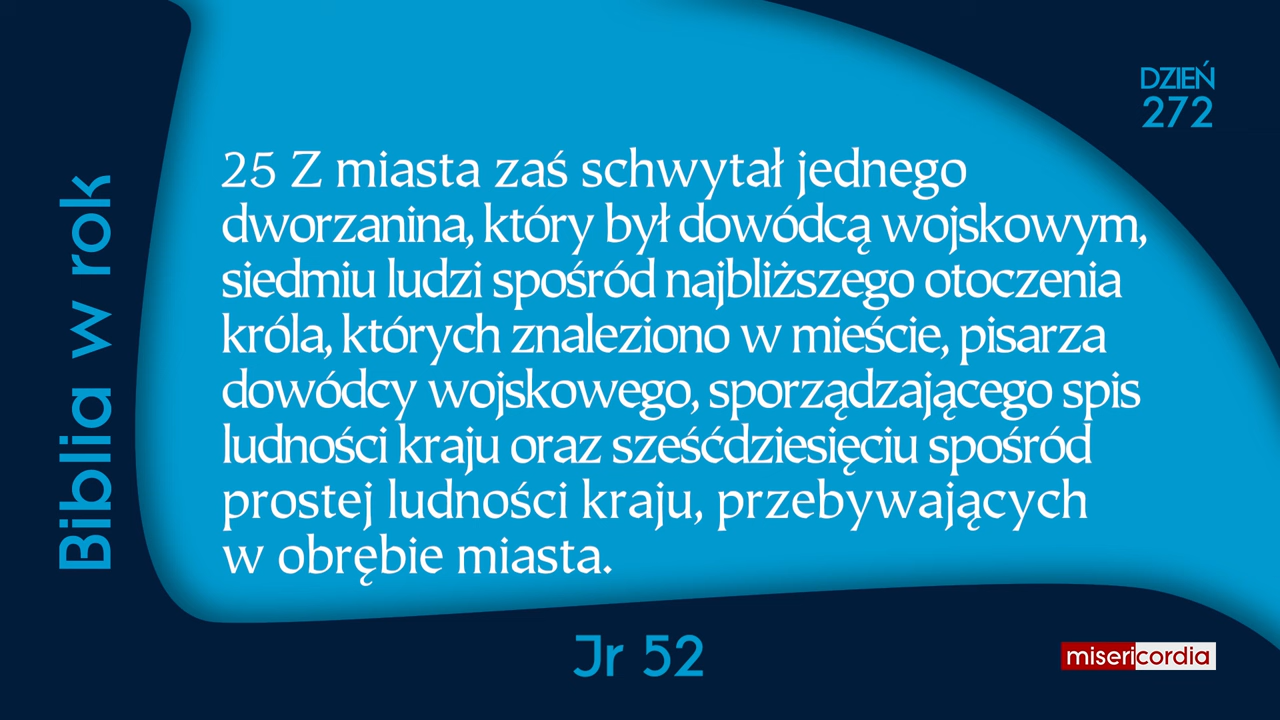 DZIEŃ
272
25 Z miasta zaś schwytał jednego
dworzanina, który był dowódcą wojskowym,
siedmiu ludzi spośród najbliższego otoczenia
króla, których znaleziono w mieście, pisarza
dowódcy wojskowego, sporządzającego spis
ludności kraju oraz sześćdziesięciu spośród
prostej ludności kraju, przebywających
w obrębie miasta.
Biblia w rok
Jr 52
misericordia